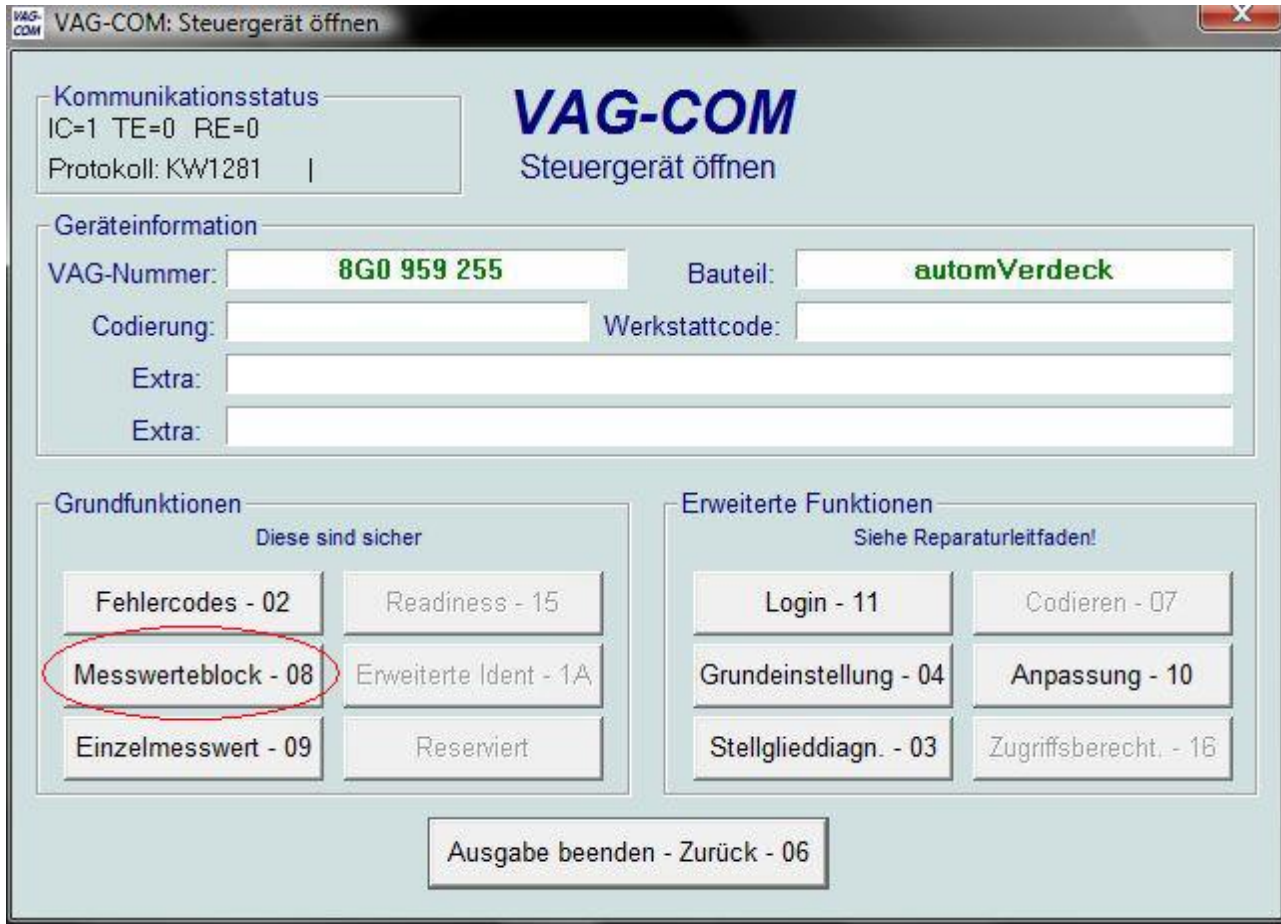 VAG-COM VAG-COM: Steuergerät öffnen
Kommunikationsstatus
IC=1 TE=0 RE=0
Protokoll: KW1281 |
VAG-COM
Steuergerät öffnen
Geräteinformation
VAG-Nummer: 8G0 959 255 Bauteil: automVerdeck
Codierung: Werkstattcode:
Extra:
Extra:
Grundfunktionen
Diese sind sicher
Fehlercodes - 02 Readiness - 15
Messwerteblock - 08 Erweiterte Ident - 1A
Einzelmesswert - 09 Reserviert
Erweiterte Funktionen
Siehe Reparaturleitfaden!
Login - 11 Codieren - 07
Grundeinstellung - 04 Anpassung - 10
Stellglieddiagn. - 03 Zugriffsberecht. - 16
Ausgabe beenden - Zurück - 06